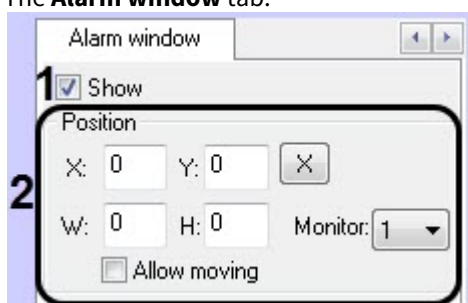 The Alarm window tab.
Alarm window
1 Show
Position
X: 0 Y: 0 X
2
W: 0 H: 0 Monitor: 1
Allow moving